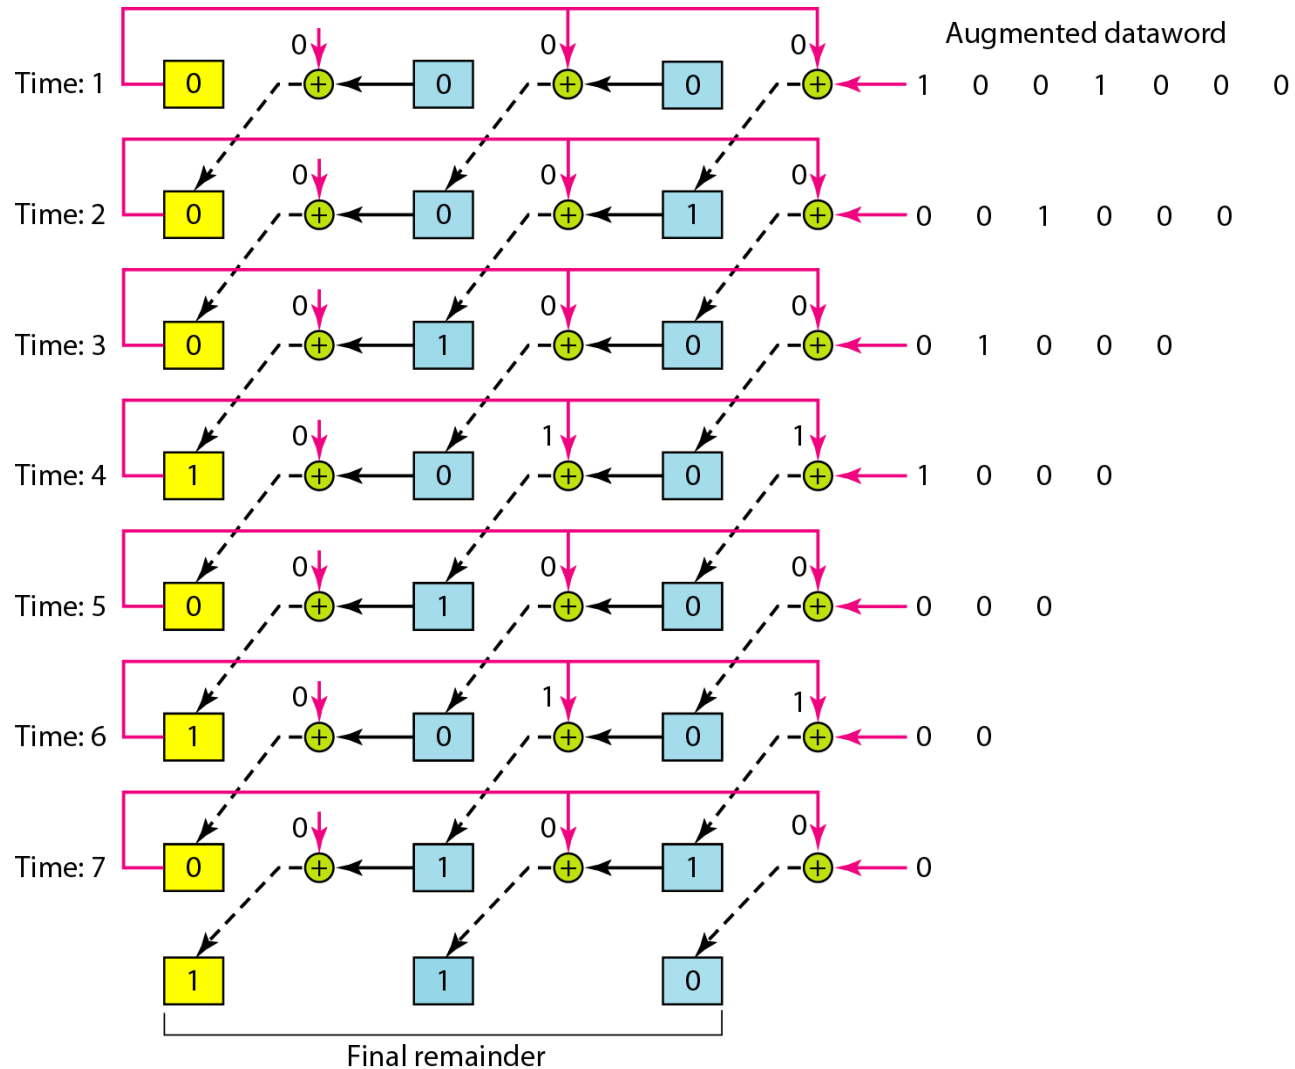 Augmented dataword
0 0 0
Time: 1 0 0 0 1 0 0 1 0 0 0
0 0 0
Time: 2 0 0 1 0 0 1 0 0 0
0 0 0
Time: 3 0 1 0 0 1 0 0 0
0 1 1
Time: 4 1 0 0 1 0 0 0
0 0 0
Time: 5 0 1 0 0 0 0
0 1 1
Time: 6 1 0 0 0 0
0 0 0
Time: 7 0 1 1 0
1 1 0
Final remainder